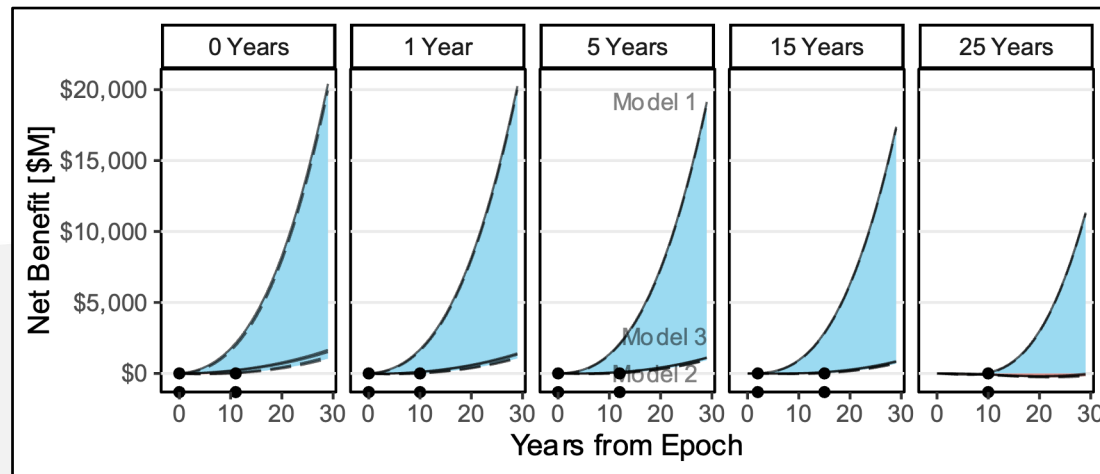 0 Years
1 Year
5 Years
15 Years
25 Years
Net Benefit [$M]
$20,000
$15,000
$10,000
$5,000
$0
Model 1
Model 3
Model 2
0 10 20 30
0 10 20 30
0 10 20 30
0 10 20 30
0 10 20 30
Years from Epoch